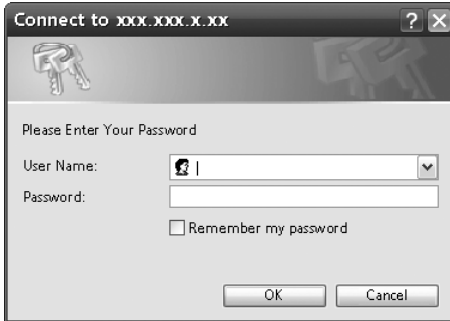 Connect to xxx.xxx.x.xx
Please Enter Your Password
User Name:
Password:
Remember my password
OK Cancel